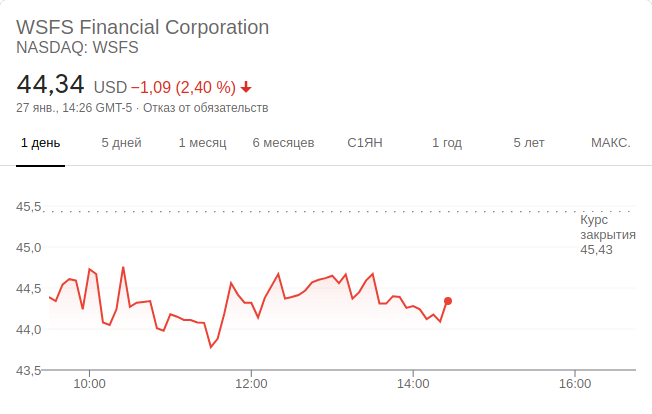 WSFS Financial Corporation
NASDAQ: WSFS
44,34 USD −1,09 (2,40 %)
27 янв., 14:26 GMT-5 · Отказ от обязательств
1 день 5 дней 1 месяц 6 месяцев С1ЯН 1 год 5 лет МАКС.
45,5
Курс
закрытия
45,43
45,0
44,5
44,0
43,5
10:00 12:00 14:00 16:00